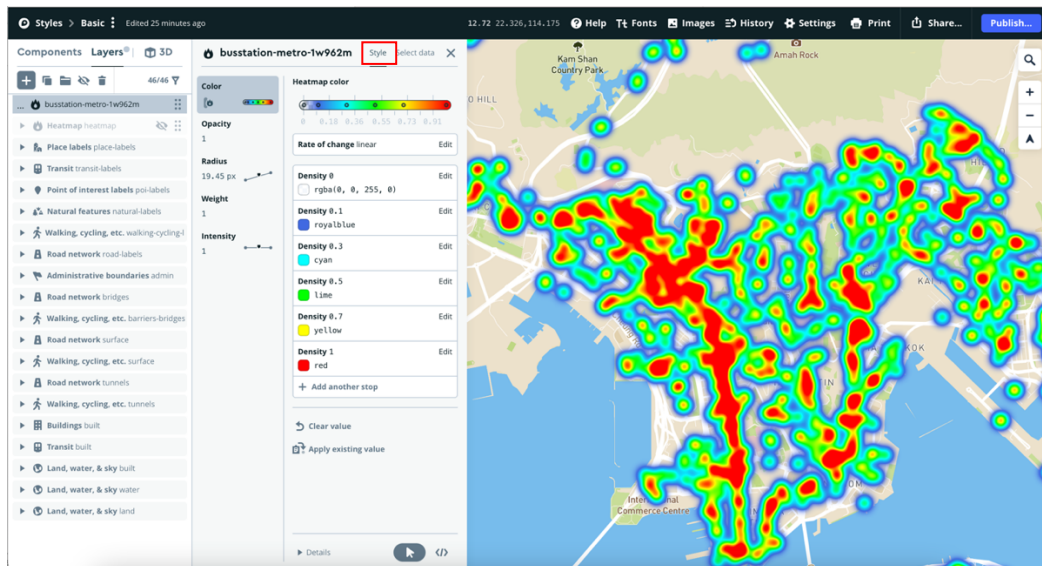 Styles > Basic Edited 25 minutes ago 12.72 22.326,114.175 Help Tt Fonts Images History Settings Print Share... Publish...
Components Layers 3D
46/46
busstation-metro-1w962m Style Select data
... busstation-metro-1w962m
Heatmap heatmap
Place labels place-labels
Transit transit-labels
Point of interest labels poi-labels
Natural features natural-labels
Walking, cycling, etc. walking-cycling-l
Road network road-labels
Administrative boundaries admin
Road network bridges
Walking, cycling, etc. barriers-bridges
Road network surface
Walking, cycling, etc. surface
Road network tunnels
Walking, cycling, etc. tunnels
Buildings built
Transit built
Land, water, & sky built
Land, water, & sky water
Land, water, & sky land
Color
Opacity
1
Radius
19.45 px
Weight
1
Intensity
1
Heatmap color
0 0.18 0.36 0.55 0.73 0.91
Rate of change linear Edit
Density 0 Edit
rgba(0, 0, 255, 0)
Density 0.1 Edit
royalblue
Density 0.3 Edit
cyan
Density 0.5 Edit
lime
Density 0.7 Edit
yellow
Density 1 Edit
red
+ Add another stop
Clear value
Apply existing value
Details </>
Kam Shan
Country Park
Amah Rock
O HILL
International
Commerce Centre